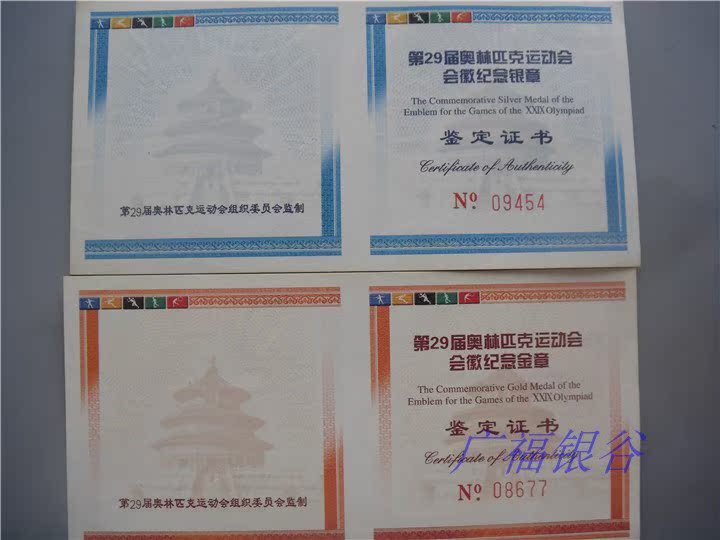 第29届奥林匹克运动会
会徽纪念银章
The Commemorative Silver Medal of the
Emblem for the Games of the XXIX Olympiad
鉴定证书
Certificate of Authenticity
№ 09454
第29届奥林匹克运动会组织委员会监制
第29届奥林匹克运动会
会徽纪念金章
The Commemorative Gold Medal of the
Emblem for the Games of the XXIX Olympiad
鉴定证书
Certificate of Authenticity
广福银谷
№ 08677
第29届奥林匹克运动会组织委员会监制